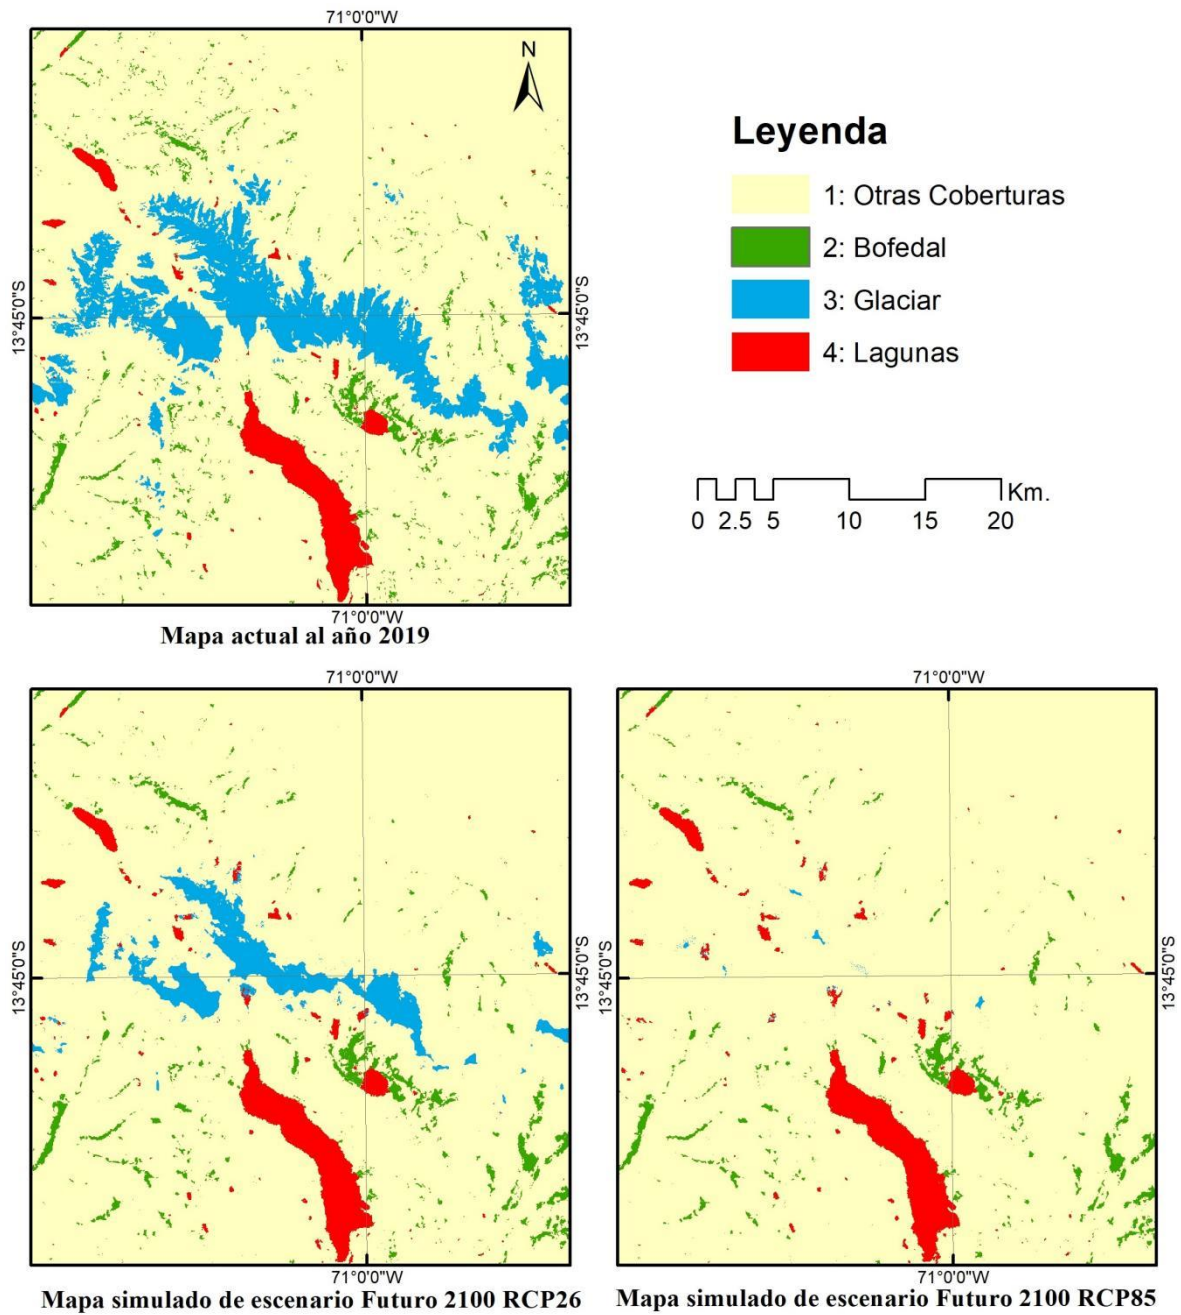 71°0'0"W
N
13°45'0"S
13°45'0"S
71°0'0"W
Mapa actual al año 2019
Leyenda
1: Otras Coberturas
2: Bofedal
3: Glaciar
4: Lagunas
Km.
0 2.5 5 10 15 20
71°0'0"W
13°45'0"S
13°45'0"S
71°0'0"W
Mapa simulado de escenario Futuro 2100 RCP26
71°0'0"W
13°45'0"S
71°0'0"W
Mapa simulado de escenario Futuro 2100 RCP85